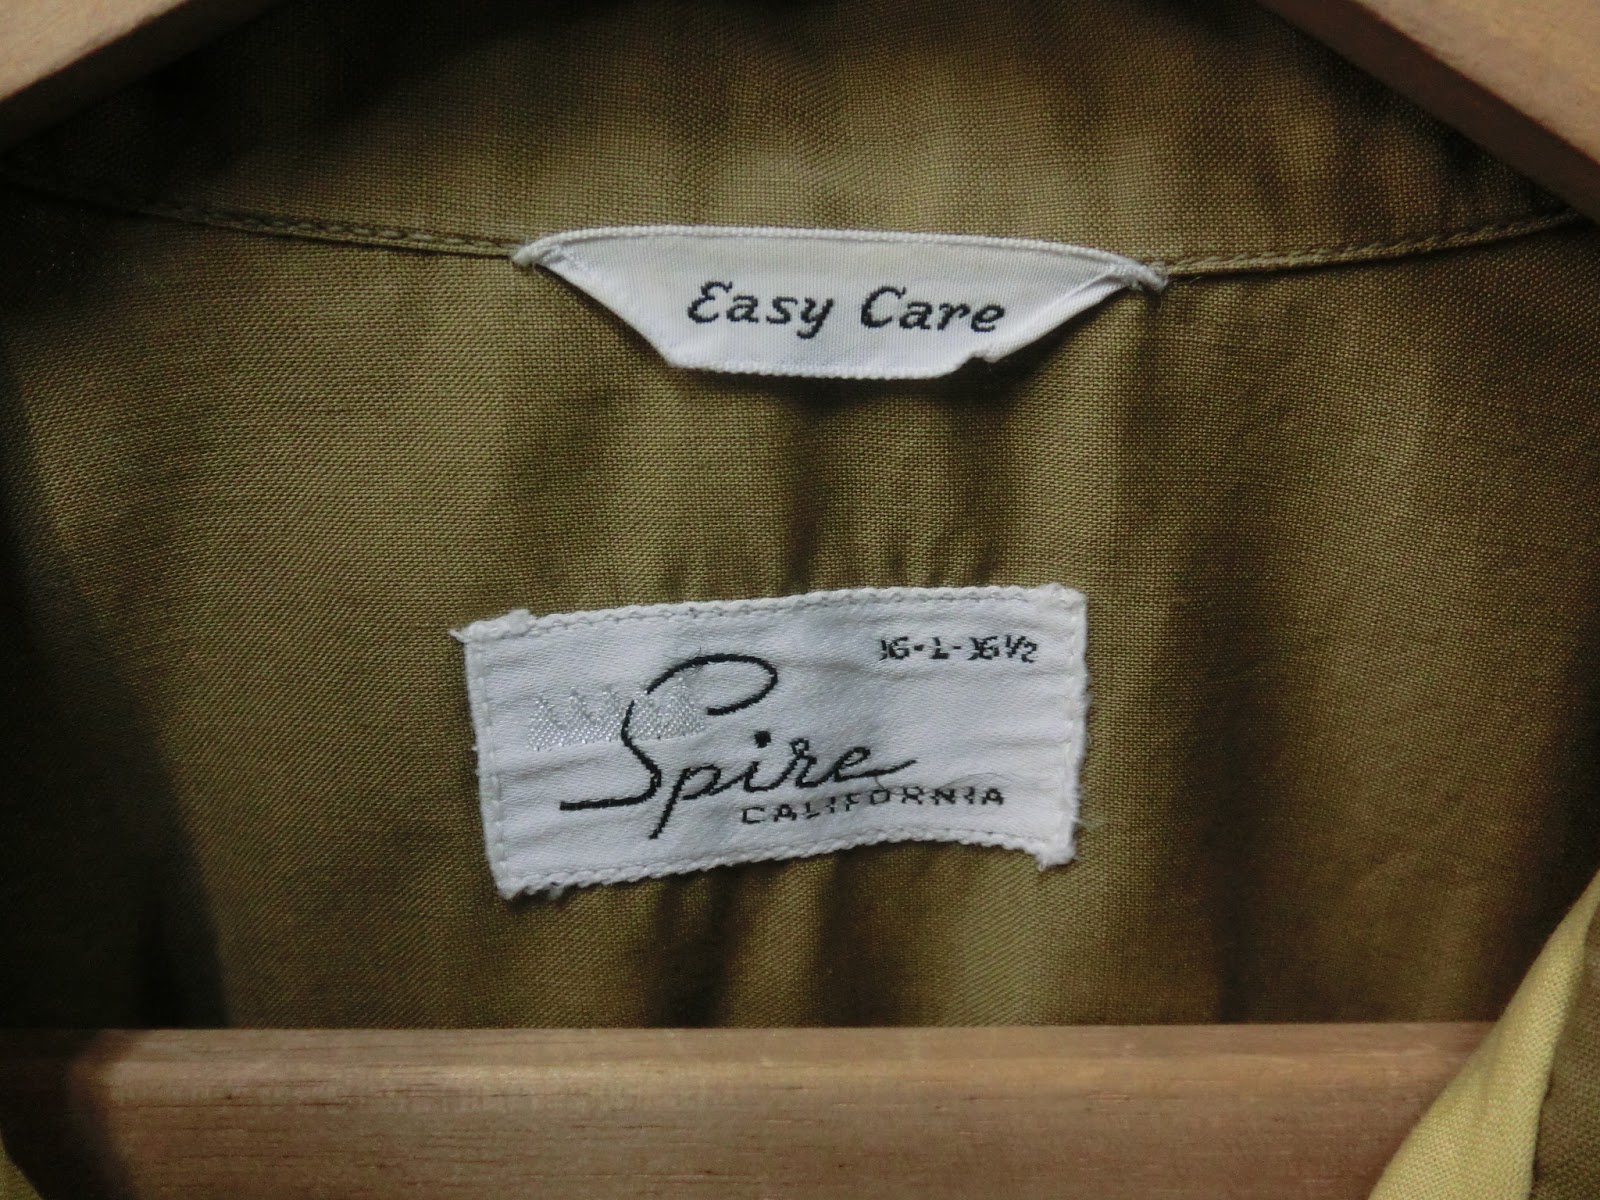 Easy Care
16-L-16½
Spire
CALIFORNIA